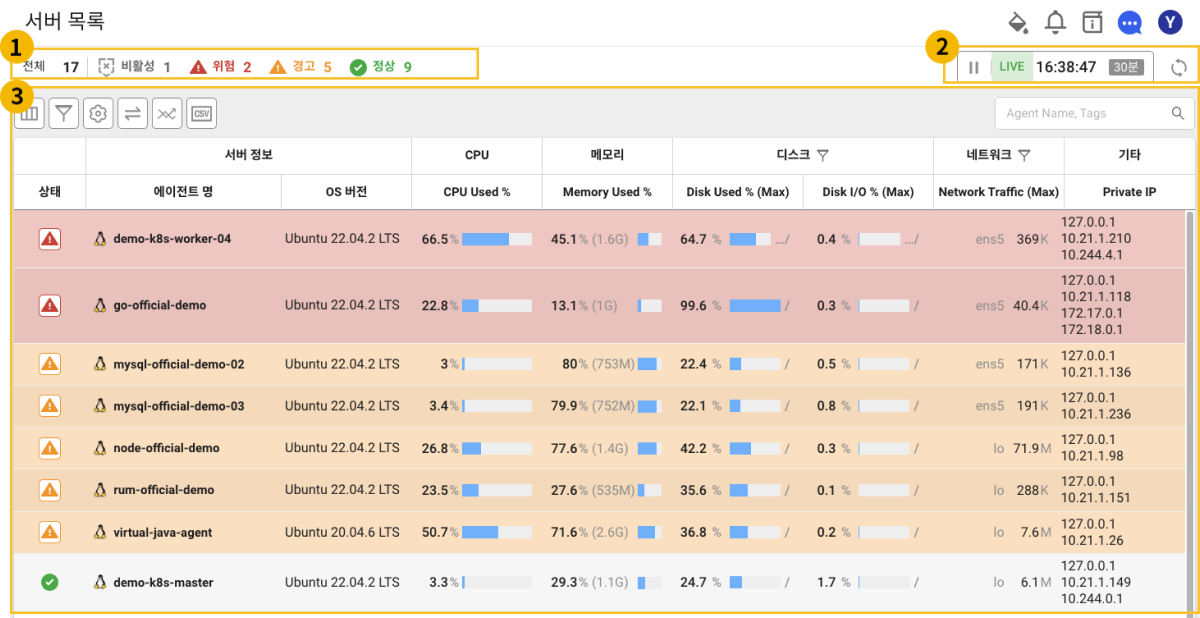 서버 목록
Y
1
전체 17 비활성 1 위험 2 경고 5 정상 9
2
LIVE 16:38:47 30분
3
CSV
Agent Name, Tags
서버 정보 CPU 메모리 디스크 네트워크 기타
상태 에이전트 명 OS 버전 CPU Used % Memory Used % Disk Used % (Max) Disk I/O % (Max) Network Traffic (Max) Private IP
demo-k8s-worker-04 Ubuntu 22.04.2 LTS 66.5% 45.1% (1.6G) 64.7 % .../ 0.4 % .../ ens5 369K 127.0.0.1
10.21.1.210
10.244.4.1
go-official-demo Ubuntu 22.04.2 LTS 22.8% 13.1% (1G) 99.6 % / 0.3 % / ens5 40.4K 127.0.0.1
10.21.1.118
172.17.0.1
172.18.0.1
mysql-official-demo-02 Ubuntu 22.04.2 LTS 3% 80% (753M) 22.4 % / 0.5 % / ens5 171K 127.0.0.1
10.21.1.136
mysql-official-demo-03 Ubuntu 22.04.2 LTS 3.4% 79.9% (752M) 22.1 % / 0.8 % / ens5 191K 127.0.0.1
10.21.1.236
node-official-demo Ubuntu 22.04.2 LTS 26.8% 77.6% (1.4G) 42.2 % / 0.3 % / lo 71.9M 127.0.0.1
10.21.1.98
rum-official-demo Ubuntu 22.04.2 LTS 23.5% 27.6% (535M) 35.6 % / 0.1 % / lo 288K 127.0.0.1
10.21.1.151
virtual-java-agent Ubuntu 20.04.6 LTS 50.7% 71.6% (2.6G) 36.8 % / 0.2 % / lo 7.6M 127.0.0.1
10.21.1.26
demo-k8s-master Ubuntu 22.04.2 LTS 3.3% 29.3% (1.1G) 24.7 % / 1.7 % / lo 6.1M 127.0.0.1
10.21.1.149
10.244.0.1